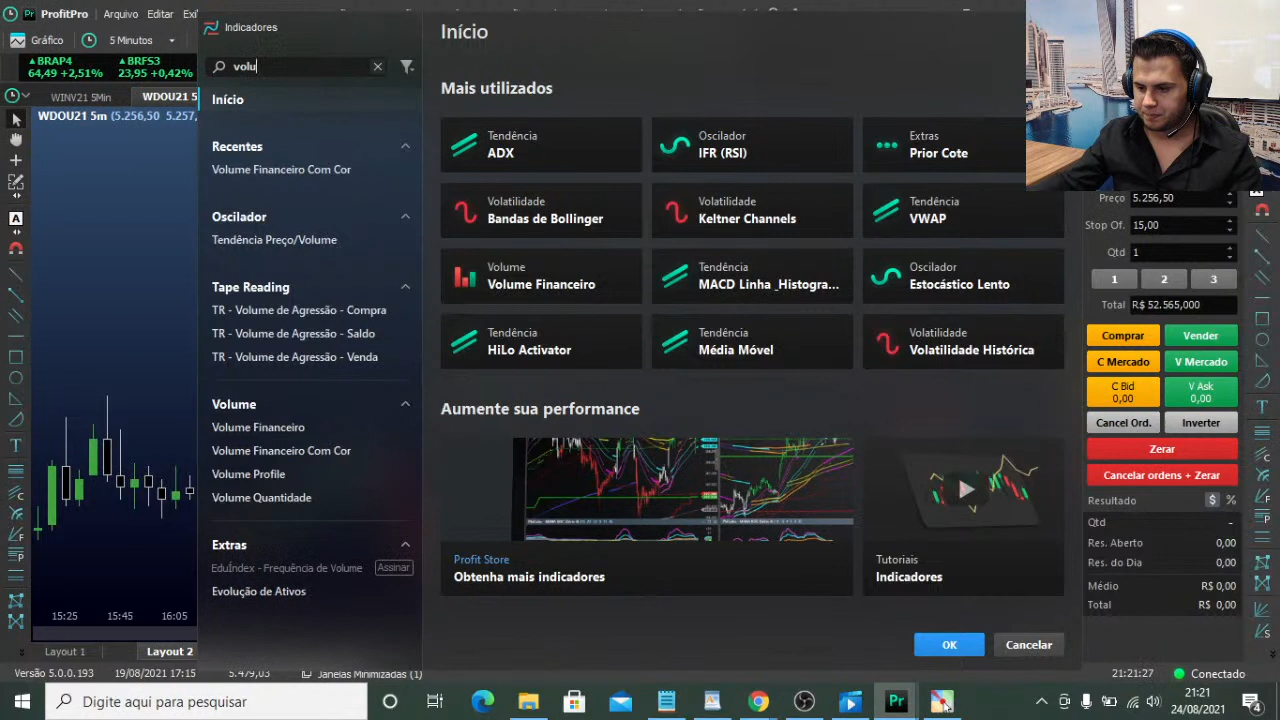 ProfitPro Arquivo Editar Exi
Gráfico 5 Minutos
BRAP4
64,49 +2,51%
BRFS3
23,95 +0,42%
WINV21 5Min WDOU21 5
WDOU21 5m (5.256,50 5.257,
15:25 15:45 16:05
Layout 1 Layout 2
Versão 5.0.0.193 19/08/2021 17:15
5.479,03
Janelas Minimizadas (1)
Indicadores
volu
Início
Recentes
Volume Financeiro Com Cor
Oscilador
Tendência Preço/Volume
Tape Reading
TR - Volume de Agressão - Compra
TR - Volume de Agressão - Saldo
TR - Volume de Agressão - Venda
Volume
Volume Financeiro
Volume Financeiro Com Cor
Volume Profile
Volume Quantidade
Extras
EduÍndex - Frequência de Volume Assinar
Evolução de Ativos
Início
Mais utilizados
Tendência
ADX
Oscilador
IFR (RSI)
Extras
Prior Cote
Volatilidade
Bandas de Bollinger
Volatilidade
Keltner Channels
Tendência
VWAP
Volume
Volume Financeiro
Tendência
MACD Linha _Histogra...
Oscilador
Estocástico Lento
Tendência
HiLo Activator
Tendência
Média Móvel
Volatilidade
Volatilidade Histórica
Aumente sua performance
Profit Store
Obtenha mais indicadores
Tutoriais
Indicadores
OK Cancelar
Preço 5.256,50
Stop Of. 15,00
Qtd 1
1 2 3
Total R$ 52.565,000
Comprar Vender
C Mercado V Mercado
C Bid
0,00
V Ask
0,00
Cancel Ord. Inverter
Zerar
Cancelar ordens + Zerar
Resultado $ %
Qtd -
Res. Aberto 0,00
Res. do Dia 0,00
Médio R$ 0,00
Total R$ 0,00
21:21:27 Conectado
Digite aqui para pesquisar
Pr
21:21
24/08/2021
4